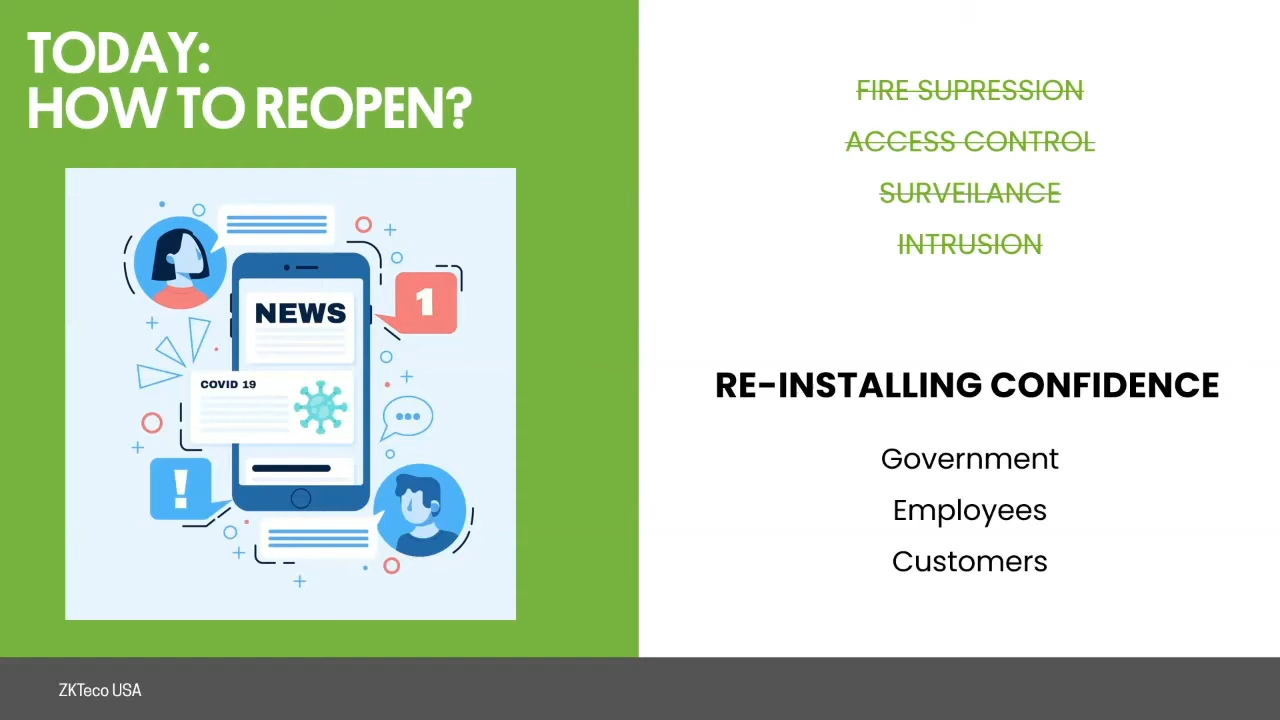 TODAY:
HOW TO REOPEN?
NEWS
1
COVID 19
!
FIRE SUPRESSION
ACCESS CONTROL
SURVEILANCE
INTRUSION
RE-INSTALLING CONFIDENCE
Government
Employees
Customers
ZKTeco USA